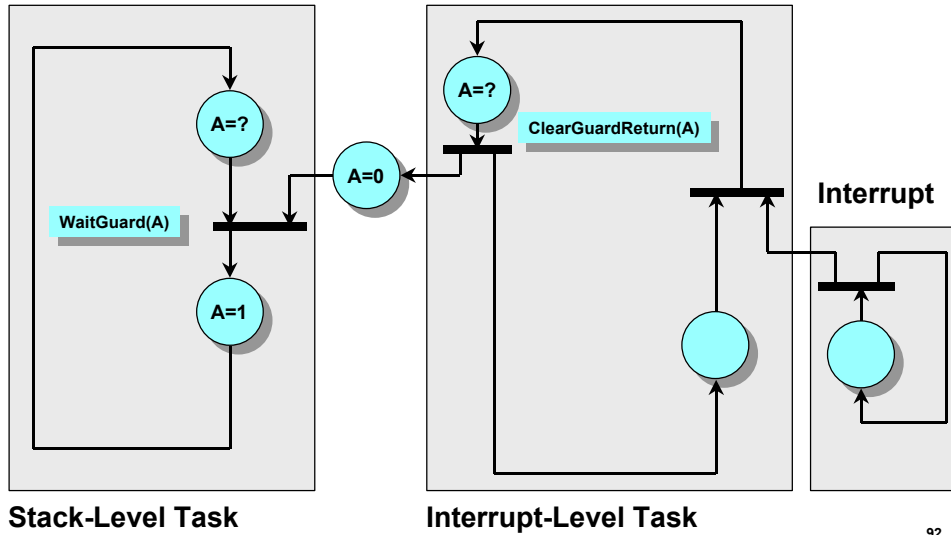 A=?
WaitGuard(A)
A=1
A=0
A=?
ClearGuardReturn(A)
Interrupt
Stack-Level Task
Interrupt-Level Task
92